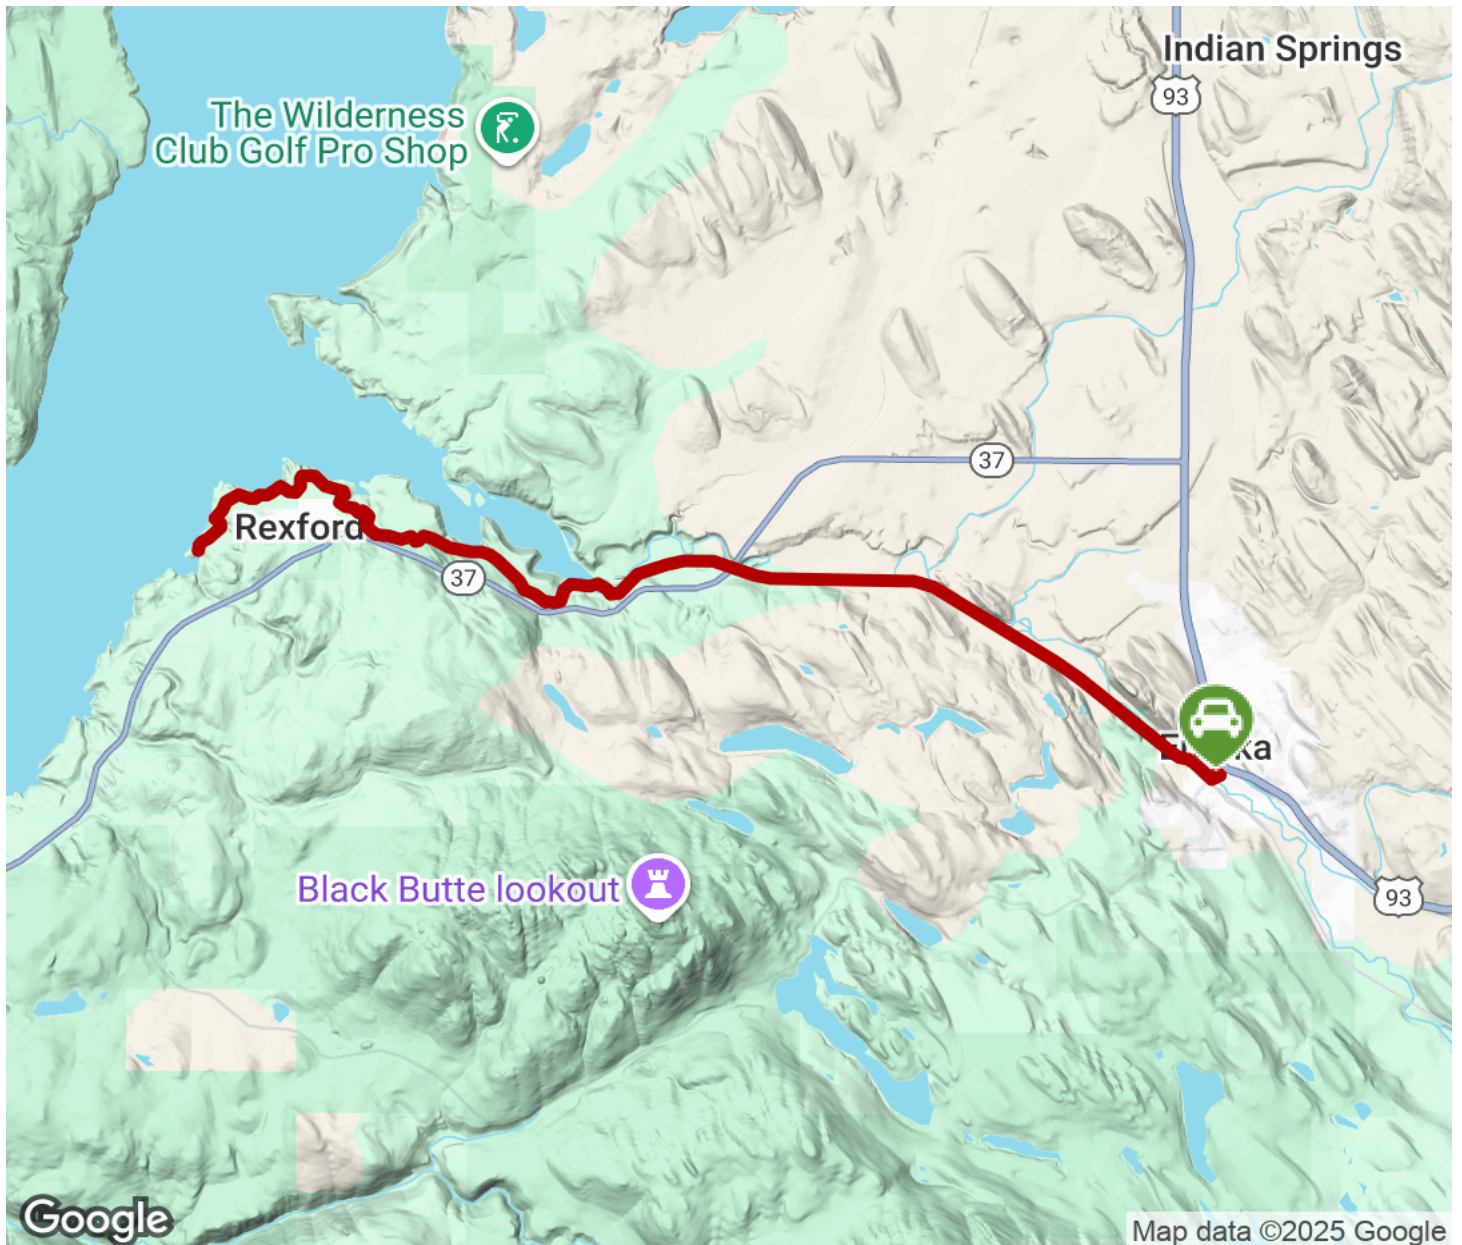 Indian Springs
93
The Wilderness
Club Golf Pro Shop
37
Rexford
37
Black Butte lookout
93
Google
Map data ©2025 Google